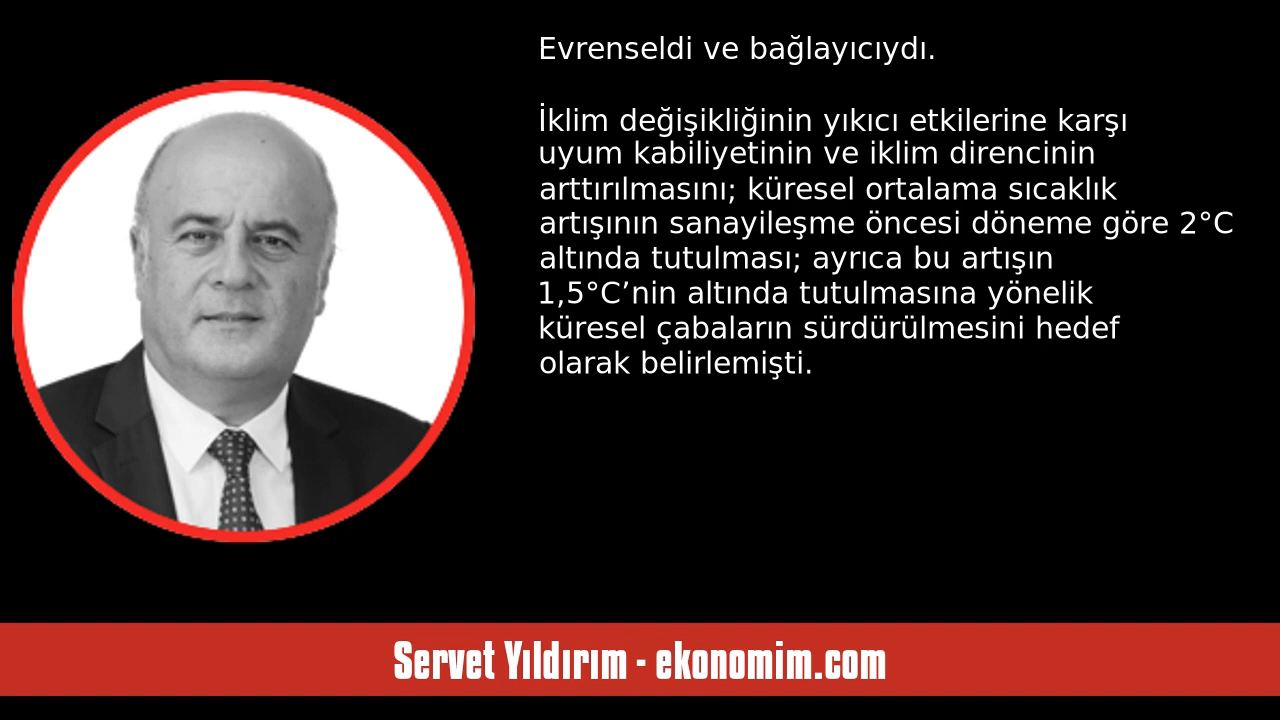 Evrenseldi ve bağlayıcıydı.
İklim değişikliğinin yıkıcı etkilerine karşı
uyum kabiliyetinin ve iklim direncinin
arttırılmasını; küresel ortalama sıcaklık
artışının sanayileşme öncesi döneme göre 2°C
altında tutulması; ayrıca bu artışın
1,5°C’nin altında tutulmasına yönelik
küresel çabaların sürdürülmesini hedef
olarak belirlemişti.
Servet Yıldırım - ekonomim.com